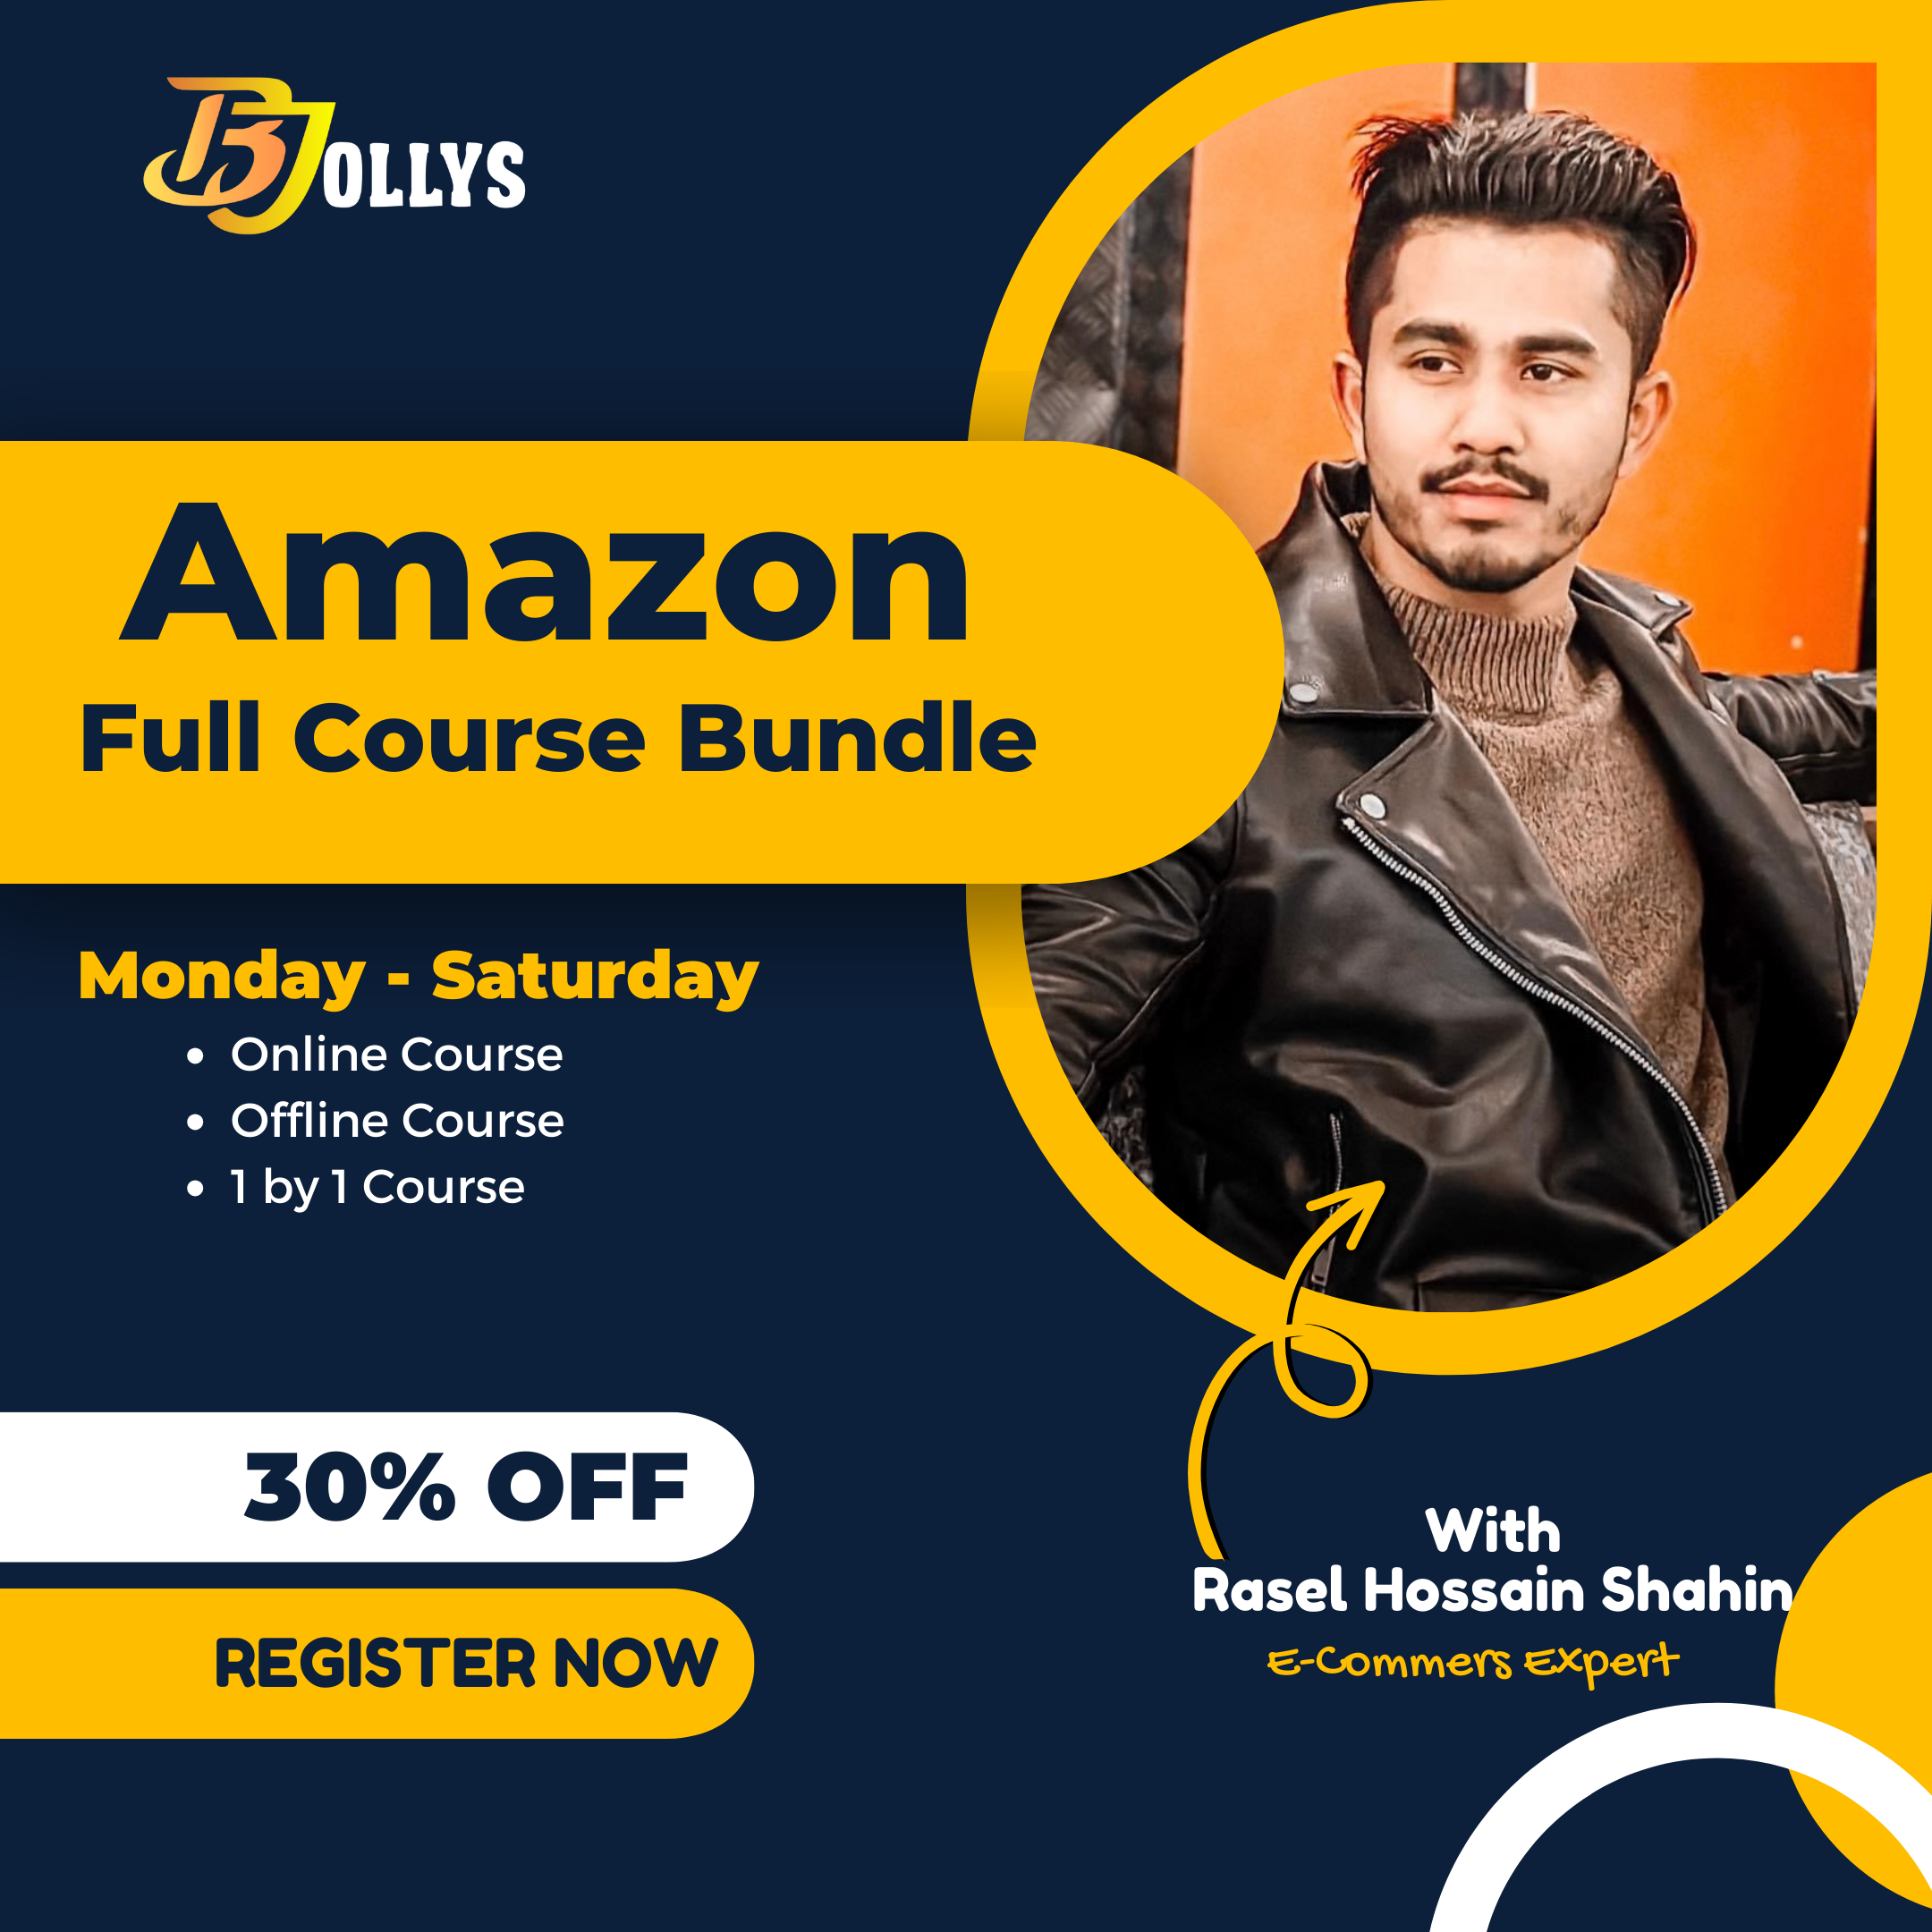 BJOLLYS
Amazon
Full Course Bundle
Monday - Saturday
• Online Course
• Offline Course
• 1 by 1 Course
30% OFF
REGISTER NOW
With
Rasel Hossain Shahin
E-Commers Expert